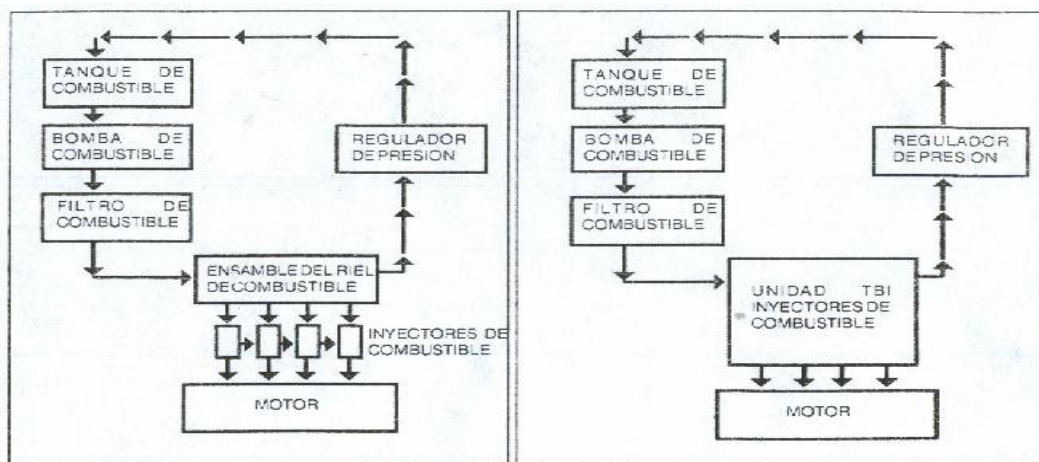 TANQUE DE
COMBUSTIBLE
BOMBA DE
COMBUSTIBLE
FILTRO DE
COMBUSTIBLE
REGULADOR
DE PRESION
ENSAMBLE DEL RIEL
DE COMBUSTIBLE
INYECTORES DE
COMBUSTIBLE
MOTOR
TANQUE DE
COMBUSTIBLE
BOMBA DE
COMBUSTIBLE
FILTRO DE
COMBUSTIBLE
REGULADOR
DE PRESION
UNIDAD TBI
INYECTORES DE
COMBUSTIBLE
MOTOR